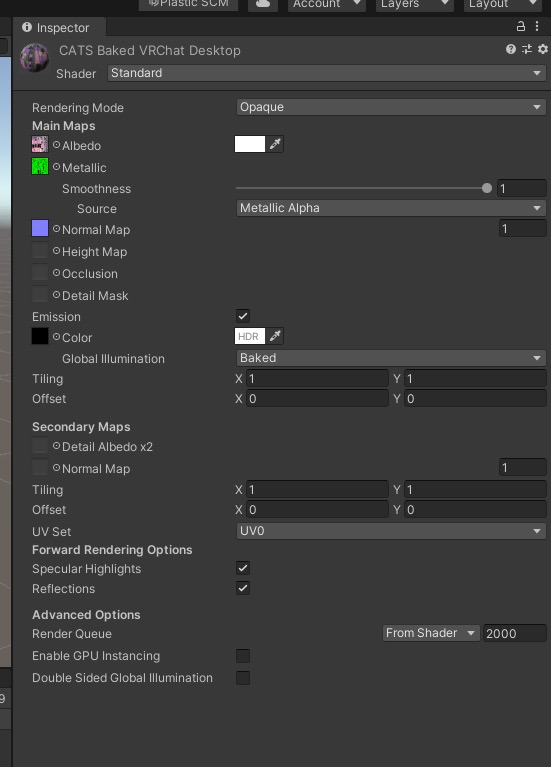 Plastic SCM Account Layers Layout
Inspector
CATS Baked VRChat Desktop
Shader Standard
Rendering Mode Opaque
Main Maps
Albedo
Metallic
Smoothness 1
Source Metallic Alpha
Normal Map 1
Height Map
Occlusion
Detail Mask
Emission
Color HDR
Global Illumination Baked
Tiling X 1 Y 1
Offset X 0 Y 0
Secondary Maps
Detail Albedo x2
Normal Map 1
Tiling X 1 Y 1
Offset X 0 Y 0
UV Set UV0
Forward Rendering Options
Specular Highlights
Reflections
Advanced Options
Render Queue From Shader 2000
Enable GPU Instancing
Double Sided Global Illumination
9